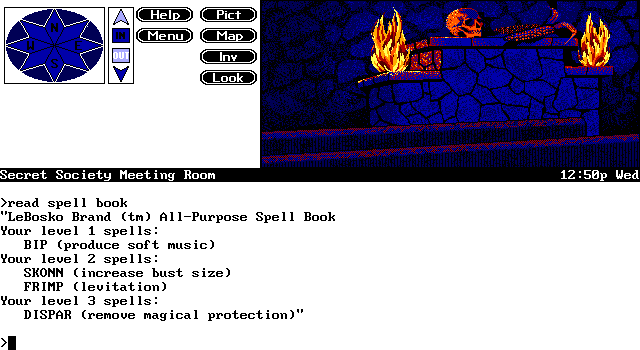 Help
Pict
Menu
Map
IN
Inv
OUT
Look
Secret Society Meeting Room 12:50p Wed
>read spell book
"LeBosko Brand (tm) All-Purpose Spell Book
Your level 1 spells:
BIP (produce soft music)
Your level 2 spells:
SKONN (increase bust size)
FRIMP (levitation)
Your level 3 spells:
DISPAR (remove magical protection)"
>